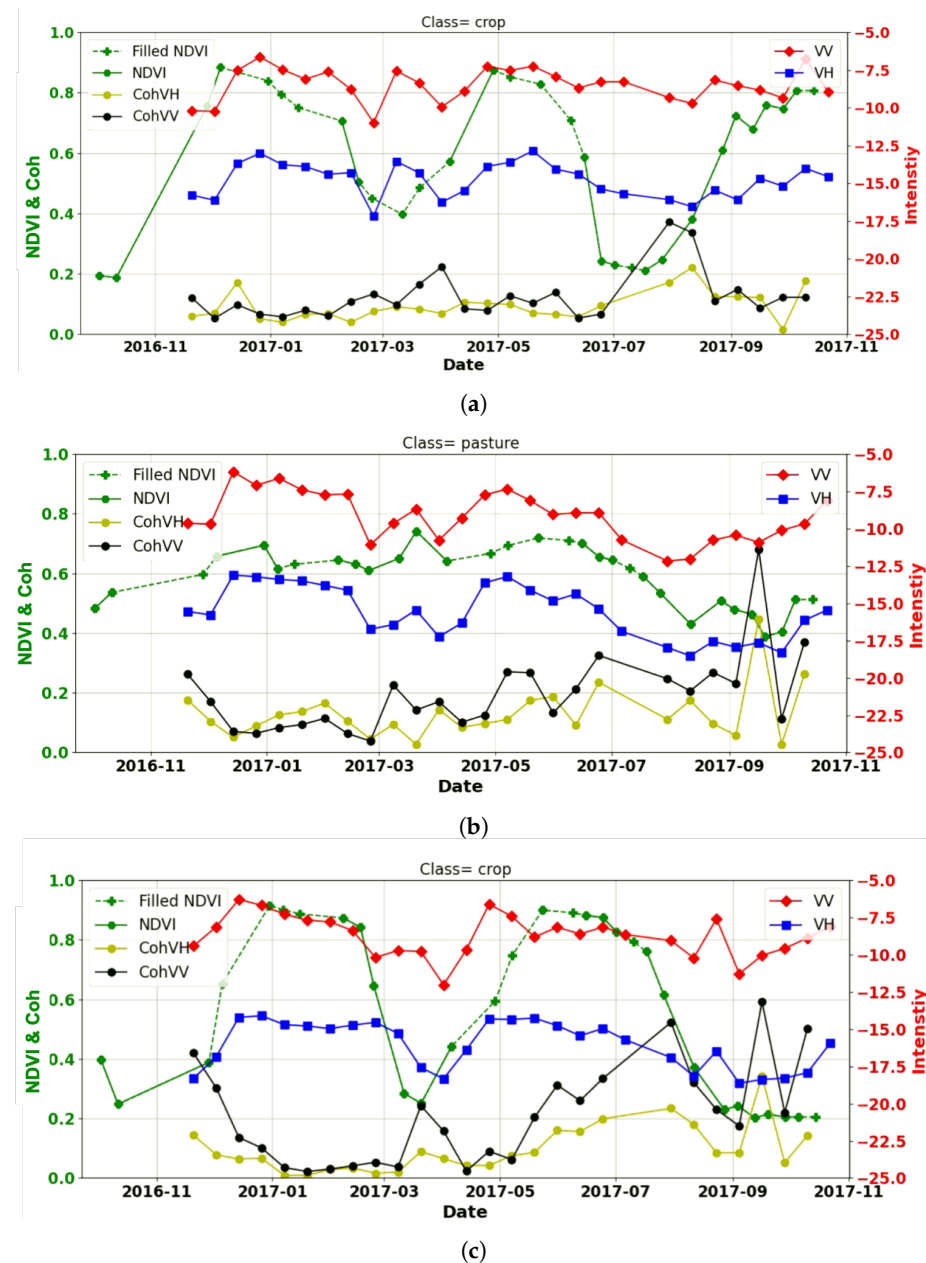 Class= crop
1.0
0.8
0.6
0.4
0.2
0.0
NDVI & Coh
Filled NDVI
NDVI
CohVH
CohVV
VV
VH
−5.0
−7.5
−10.0
−12.5
−15.0
−17.5
−20.0
−22.5
−25.0
Intenstiy
2016-11 2017-01 2017-03 2017-05 2017-07 2017-09 2017-11
Date
(a)
Class= pasture
1.0
0.8
0.6
0.4
0.2
0.0
NDVI & Coh
Filled NDVI
NDVI
CohVH
CohVV
VV
VH
−5.0
−7.5
−10.0
−12.5
−15.0
−17.5
−20.0
−22.5
−25.0
Intenstiy
2016-11 2017-01 2017-03 2017-05 2017-07 2017-09 2017-11
Date
(b)
Class= crop
1.0
0.8
0.6
0.4
0.2
0.0
NDVI & Coh
Filled NDVI
NDVI
CohVH
CohVV
VV
VH
−5.0
−7.5
−10.0
−12.5
−15.0
−17.5
−20.0
−22.5
−25.0
Intenstiy
2016-11 2017-01 2017-03 2017-05 2017-07 2017-09 2017-11
Date
(c)